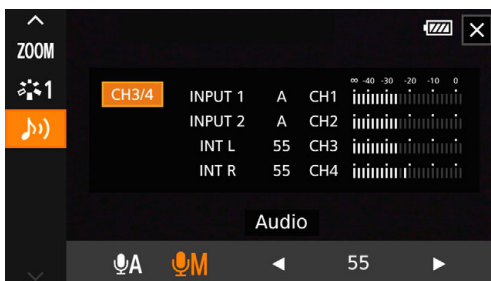 ZOOM
1
∞ -40 -30 -20 -10 0
CH3/4 INPUT 1 A CH1
INPUT 2 A CH2
INT L 55 CH3
INT R 55 CH4
Audio
A M 55